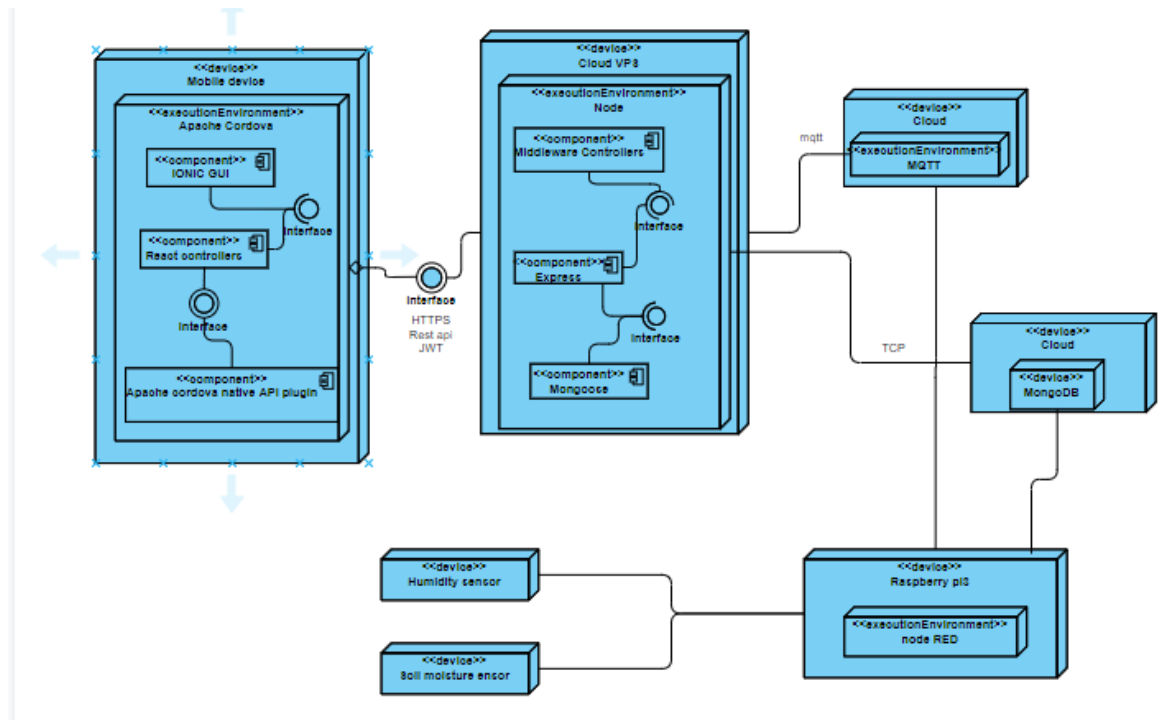 <<device>>
Mobile device
<<executionEnvironment>>
Apache Cordova
<<component>>
IONIC GUI
Interface
<<component>>
React controllers
Interface
<<component>>
Apache cordova native API plugin
Interface
HTTPS
Rest api
JWT
<<device>>
Cloud VPS
<<executionEnvironment>>
Node
<<component>>
Middleware Controllers
Interface
<<component>>
Express
Interface
<<component>>
Mongoose
mqtt
<<device>>
Cloud
<<executionEnvironment>>
MQTT
TCP
<<device>>
Cloud
<<device>>
MongoDB
<<device>>
Humidity sensor
<<device>>
Soil moisture ensor
<<device>>
Raspberry pi3
<<executionEnvironment>>
node RED